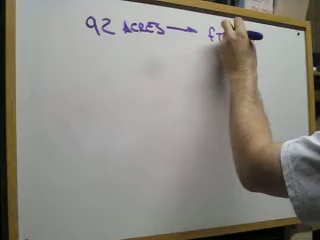 92 ACRES → fT